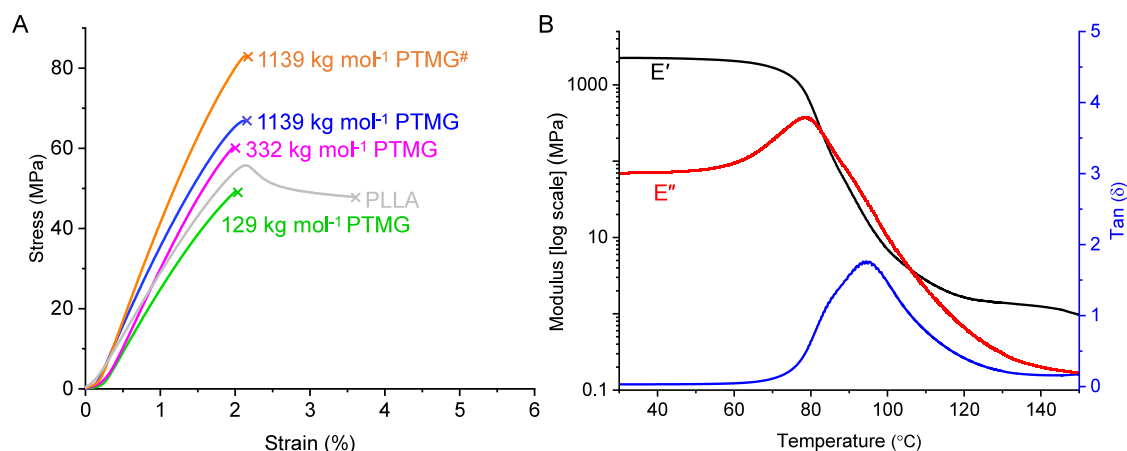 A
Stress (MPa)
80
60
40
20
0
1139 kg mol-1 PTMG#
1139 kg mol-1 PTMG
332 kg mol-1 PTMG
PLLA
129 kg mol-1 PTMG
0 1 2 3 4 5 6
Strain (%)
B
Modulus [log scale] (MPa)
1000
10
0.1
E′
E″
40 60 80 100 120 140
Temperature (°C)
5
4
3
2
1
0
Tan (δ)